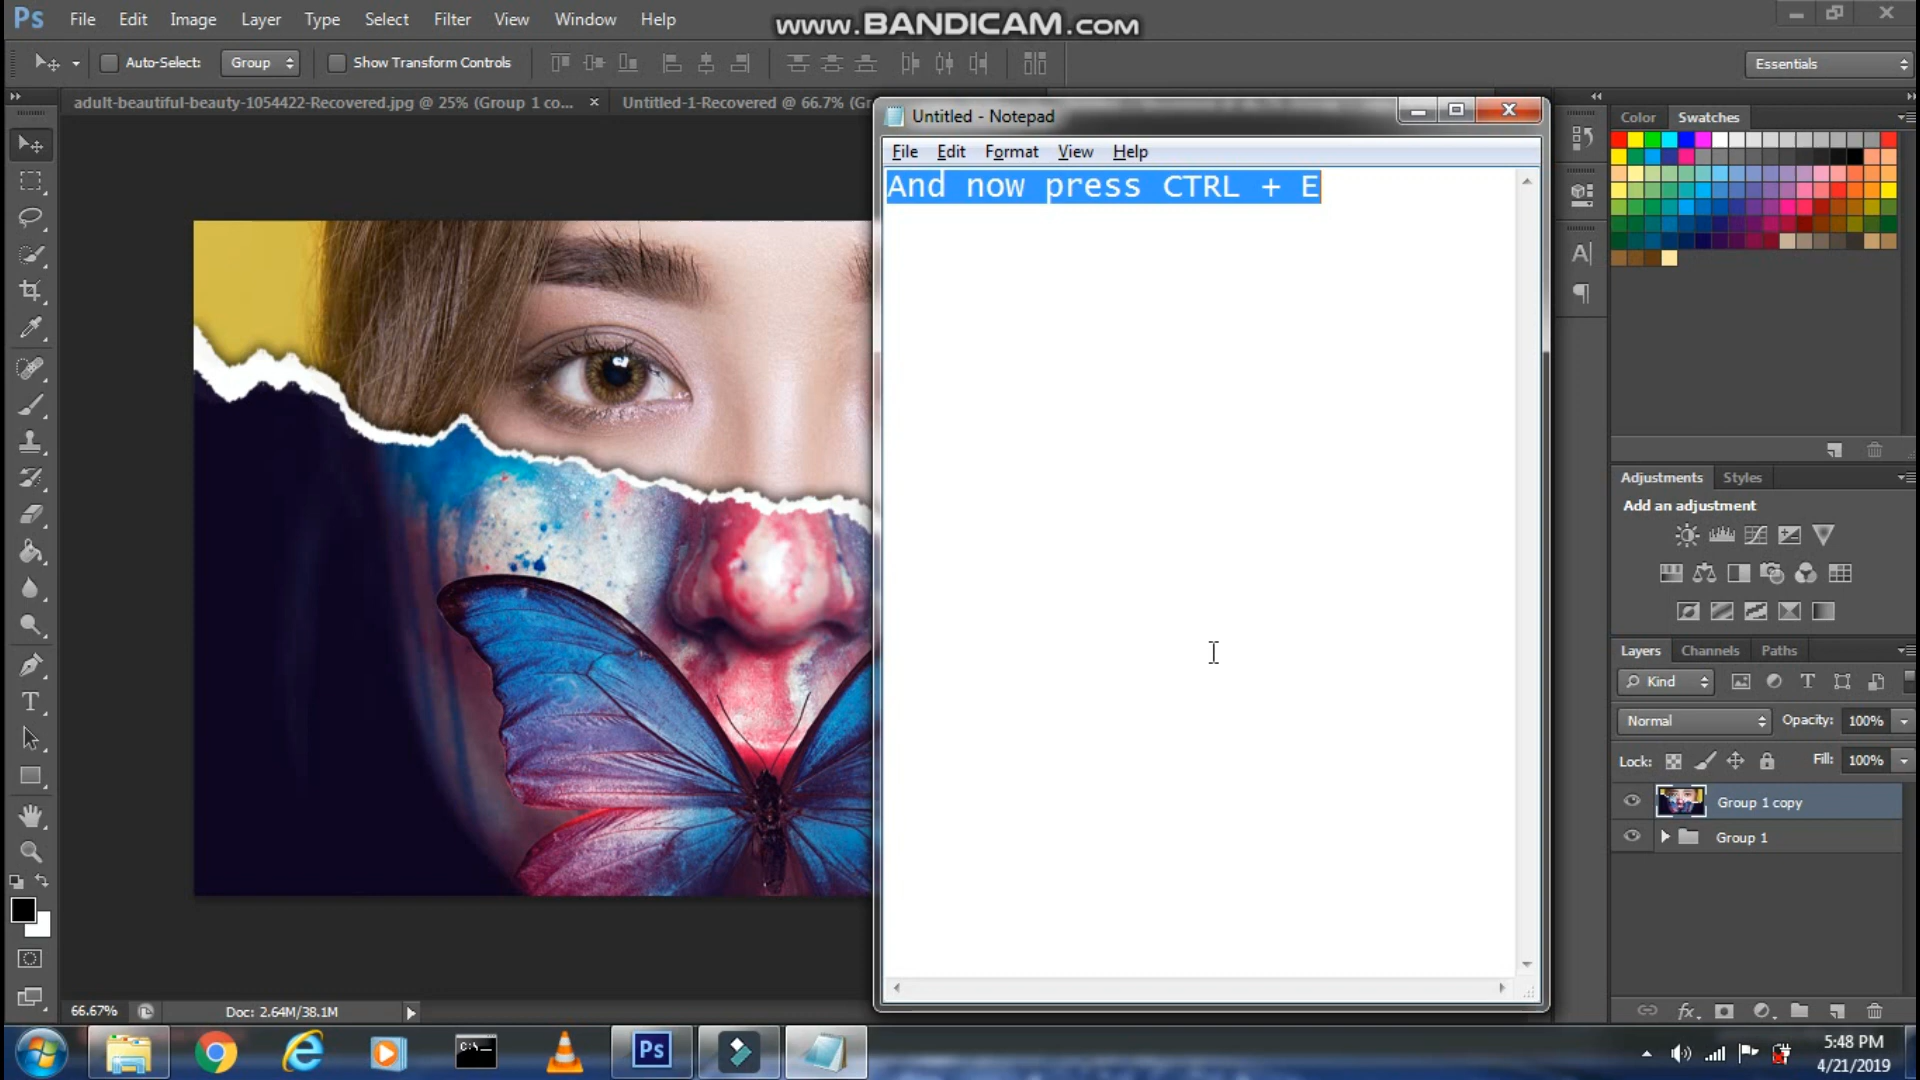 Ps File Edit Image Layer Type Select Filter View Window Help
www.BANDICAM.com
Auto-Select: Group Show Transform Controls
Essentials
adult-beautiful-beauty-1054422-Recovered.jpg @ 25% (Group 1 co... × Untitled-1-Recovered @ 66.7% (Gr
Untitled - Notepad
File Edit Format View Help
And now press CTRL + E
Color Swatches
Adjustments Styles
Add an adjustment
Layers Channels Paths
Kind
Normal Opacity: 100%
Lock: Fill: 100%
Group 1 copy
Group 1
66.67% Doc: 2.64M/38.1M
C:\_
Ps
5:48 PM
4/21/2019